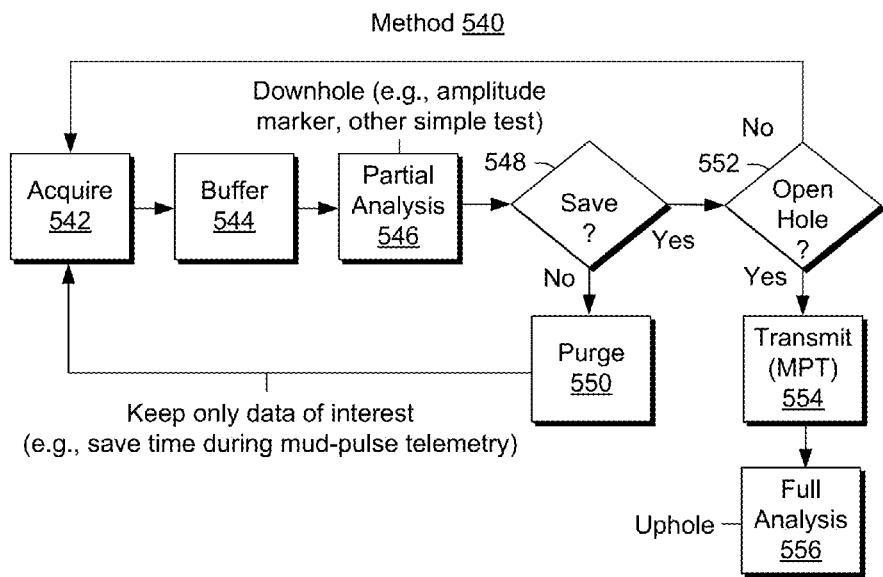 Method 540
Downhole (e.g., amplitude
marker, other simple test)
No
548
552
Acquire
542
Buffer
544
Partial
Analysis
546
Save
?
Yes
Open
Hole
?
No
Yes
Purge
550
Transmit
(MPT)
554
Keep only data of interest
(e.g., save time during mud-pulse telemetry)
Uphole
Full
Analysis
556